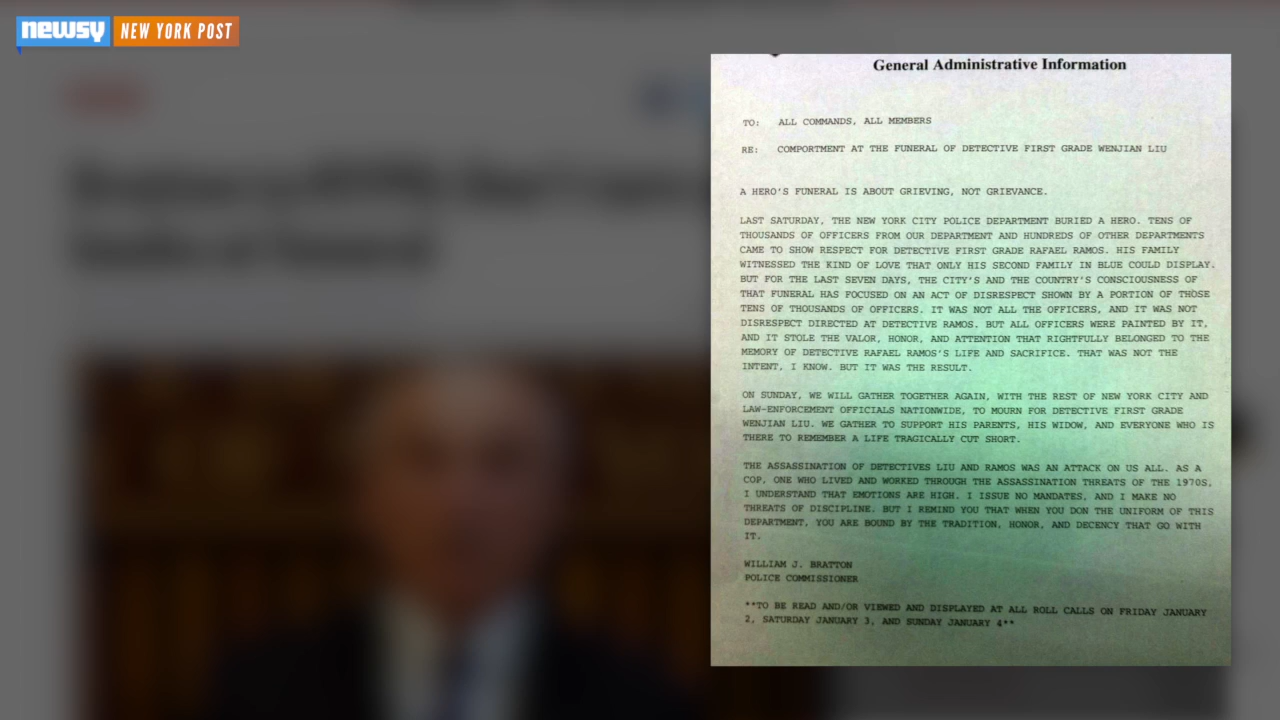 newsy NEW YORK POST
General Administrative Information
TO: ALL COMMANDS, ALL MEMBERS
RE: COMPORTMENT AT THE FUNERAL OF DETECTIVE FIRST GRADE WENJIAN LIU
A HERO'S FUNERAL IS ABOUT GRIEVING, NOT GRIEVANCE.
LAST SATURDAY, THE NEW YORK CITY POLICE DEPARTMENT BURIED A HERO. TENS OF
THOUSANDS OF OFFICERS FROM OUR DEPARTMENT AND HUNDREDS OF OTHER DEPARTMENTS
CAME TO SHOW RESPECT FOR DETECTIVE FIRST GRADE RAFAEL RAMOS. HIS FAMILY
WITNESSED THE KIND OF LOVE THAT ONLY HIS SECOND FAMILY IN BLUE COULD DISPLAY.
BUT FOR THE LAST SEVEN DAYS, THE CITY'S AND THE COUNTRY'S CONSCIOUSNESS OF
THAT FUNERAL HAS FOCUSED ON AN ACT OF DISRESPECT SHOWN BY A PORTION OF THOSE
TENS OF THOUSANDS OF OFFICERS. IT WAS NOT ALL THE OFFICERS, AND IT WAS NOT
DISRESPECT DIRECTED AT DETECTIVE RAMOS. BUT ALL OFFICERS WERE PAINTED BY IT,
AND IT STOLE THE VALOR, HONOR, AND ATTENTION THAT RIGHTFULLY BELONGED TO THE
MEMORY OF DETECTIVE RAFAEL RAMOS'S LIFE AND SACRIFICE. THAT WAS NOT THE
INTENT, I KNOW. BUT IT WAS THE RESULT.
ON SUNDAY, WE WILL GATHER TOGETHER AGAIN, WITH THE REST OF NEW YORK CITY AND
LAW-ENFORCEMENT OFFICIALS NATIONWIDE, TO MOURN FOR DETECTIVE FIRST GRADE
WENJIAN LIU. WE GATHER TO SUPPORT HIS PARENTS, HIS WIDOW, AND EVERYONE WHO IS
THERE TO REMEMBER A LIFE TRAGICALLY CUT SHORT.
THE ASSASSINATION OF DETECTIVES LIU AND RAMOS WAS AN ATTACK ON US ALL. AS A
COP, ONE WHO LIVED AND WORKED THROUGH THE ASSASSINATION THREATS OF THE 1970S,
I UNDERSTAND THAT EMOTIONS ARE HIGH. I ISSUE NO MANDATES, AND I MAKE NO
THREATS OF DISCIPLINE. BUT I REMIND YOU THAT WHEN YOU DON THE UNIFORM OF THIS
DEPARTMENT, YOU ARE BOUND BY THE TRADITION, HONOR, AND DECENCY THAT GO WITH
IT.
WILLIAM J. BRATTON
POLICE COMMISSIONER
**TO BE READ AND/OR VIEWED AND DISPLAYED AT ALL ROLL CALLS ON FRIDAY JANUARY
2, SATURDAY JANUARY 3, AND SUNDAY JANUARY 4**